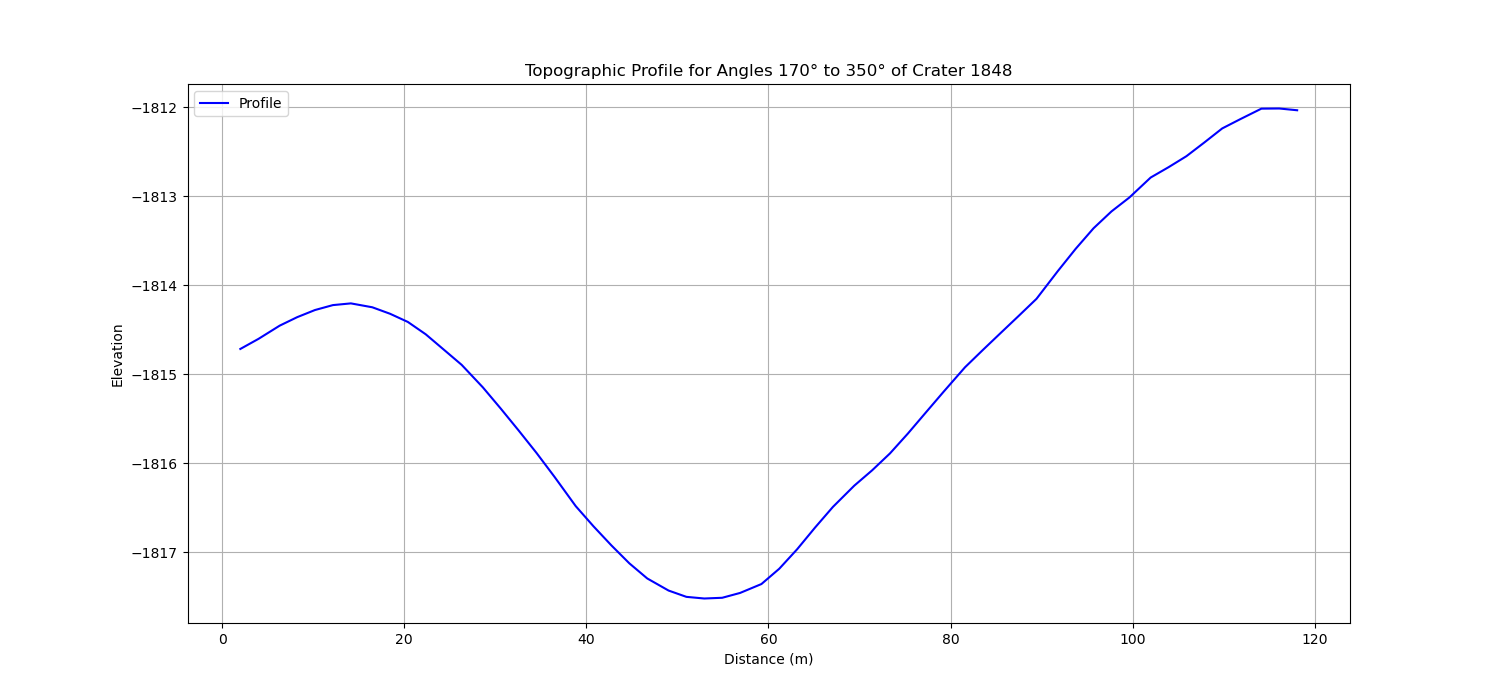 Topographic Profile for Angles 170° to 350° of Crater 1848
Profile
−1812
−1813
−1814
−1815
−1816
−1817
Elevation
0 20 40 60 80 100 120
Distance (m)